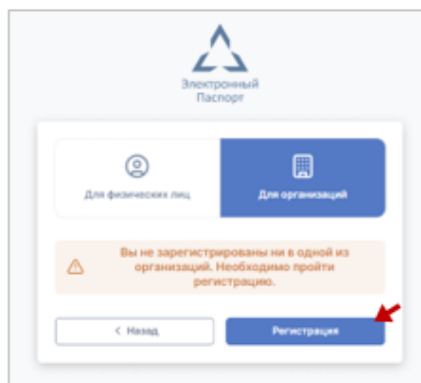 Электронный
Паспорт
Для физических лиц
Для организаций
Вы не зарегистрированы ни в одной из
организаций. Необходимо пройти
регистрацию.
< Назад
Регистрация